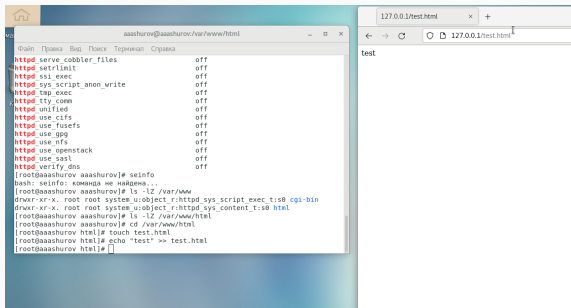 aaashurov@aaashurov:/var/www/html
Файл Правка Вид Поиск Терминал Справка
httpd_serve_cobbler_files off
httpd_setrlimit off
httpd_ssi_exec off
httpd_sys_script_anon_write off
httpd_tmp_exec off
httpd_tty_comm off
httpd_unified off
httpd_use_cifs off
httpd_use_fusefs off
httpd_use_gpg off
httpd_use_nfs off
httpd_use_openstack off
httpd_use_sasl off
httpd_verify_dns off
[root@aaashurov aaashurov]# seinfo
bash: seinfo: команда не найдена...
[root@aaashurov aaashurov]# ls -lZ /var/www
drwxr-xr-x. root root system_u:object_r:httpd_sys_script_exec_t:s0 cgi-bin
drwxr-xr-x. root root system_u:object_r:httpd_sys_content_t:s0 html
[root@aaashurov aaashurov]# ls -lZ /var/www/html
[root@aaashurov aaashurov]# cd /var/www/html
[root@aaashurov html]# touch test.html
[root@aaashurov html]# echo "test" >> test.html
[root@aaashurov html]#
127.0.0.1/test.html × +
127.0.0.1/test.html
test